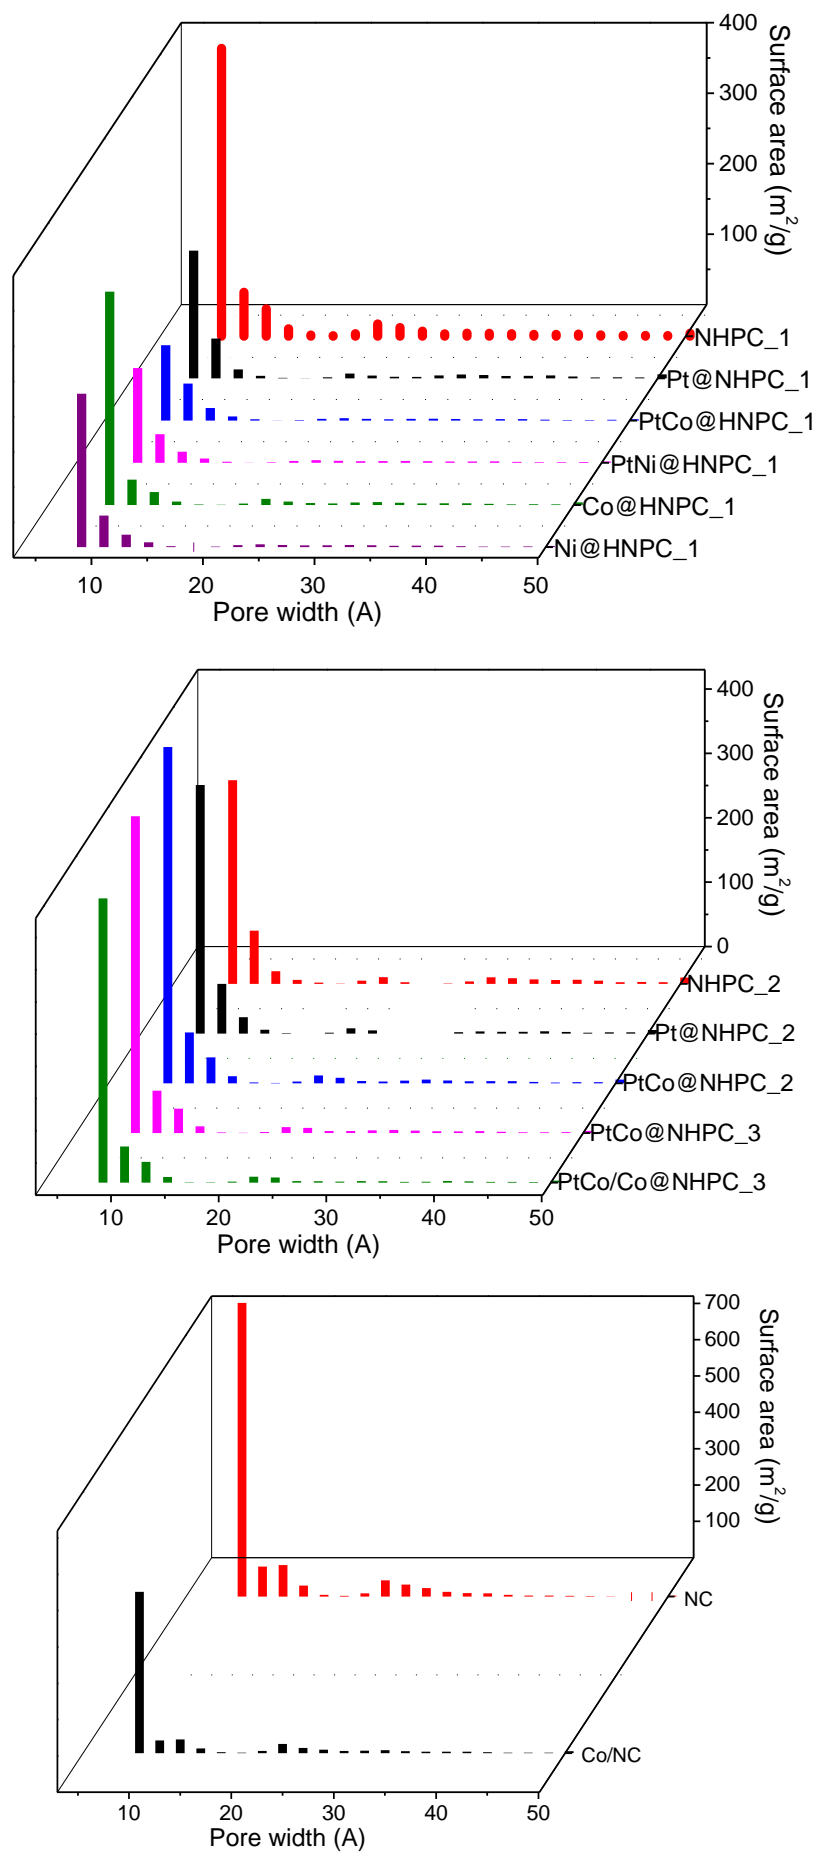 400
300
200
100
Surface area (m²/g)
NHPC_1
Pt@NHPC_1
PtCo@HNPC_1
PtNi@HNPC_1
Co@HNPC_1
Ni@HNPC_1
10 20 30 40 50
Pore width (A)
400
300
200
100
0
Surface area (m²/g)
NHPC_2
Pt@NHPC_2
PtCo@NHPC_2
PtCo@NHPC_3
PtCo/Co@NHPC_3
10 20 30 40 50
Pore width (A)
700
600
500
400
300
200
100
Surface area (m²/g)
NC
Co/NC
10 20 30 40 50
Pore width (A)